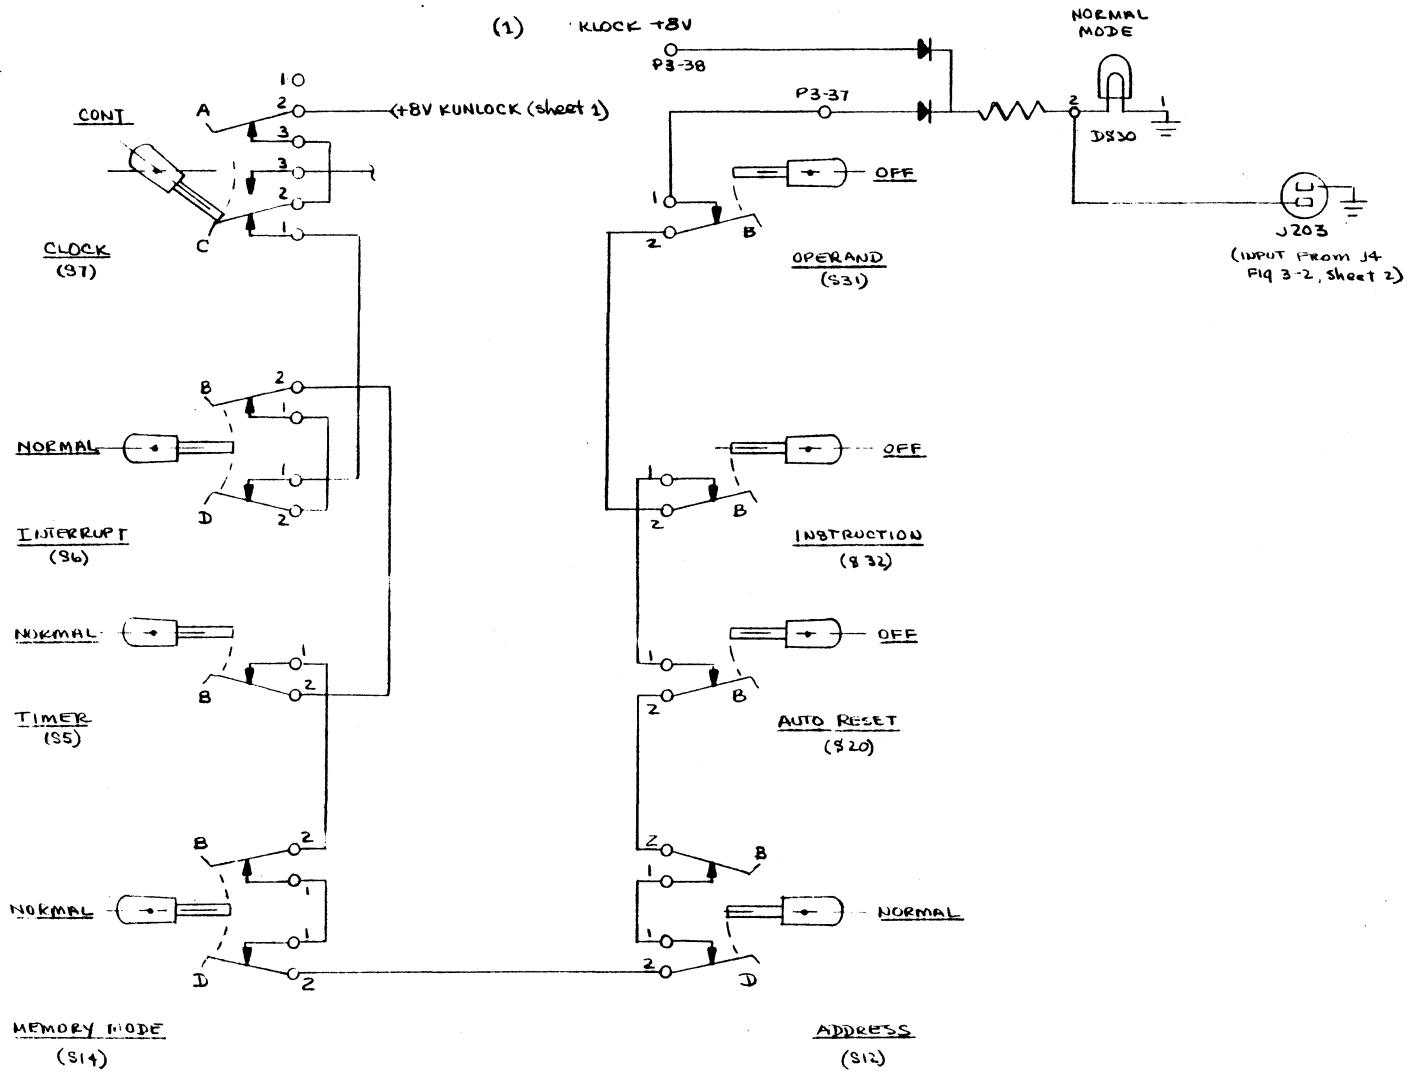 (1) KLOCK +8V
NORMAL
MODE
P3-38
1
A
2
+8V KUNLOCK (sheet 1)
P3-37
2
1
CONT
3
DS30
3
OFF
2
1
C
1
2
B
J203
CLOCK
(S7)
OPERAND
(S31)
(INPUT FROM J4
FIG 3-2, Sheet 2)
B
2
1
NORMAL
1
OFF
1
D
2
2
B
INTERRUPT
(S6)
INSTRUCTION
(S32)
NORMAL
OFF
1
1
B
2
2
B
TIMER
(S5)
AUTO RESET
(S20)
B
2
2
B
1
1
NORMAL
NORMAL
1
1
D
2
2
D
MEMORY MODE
(S14)
ADDRESS
(S12)